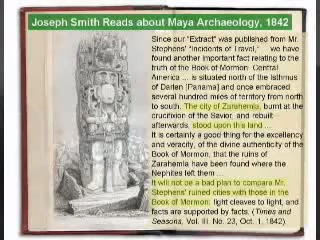 Joseph Smith Reads about Maya Archaeology, 1842
Since our "Extract" was published from Mr.
Stephens' "Incidents of Travel," we have
found another important fact relating to the
truth of the Book of Mormon. Central
America ... is situated north of the Isthmus
of Darien [Panama] and once embraced
several hundred miles of territory from north
to south. The city of Zarahemla, burnt at the
crucifixion of the Savior, and rebuilt
afterwards, stood upon this land ...
It is certainly a good thing for the excellency
and veracity, of the divine authenticity of the
Book of Mormon, that the ruins of
Zarahemla have been found where the
Nephites left them ...
It will not be a bad plan to compare Mr.
Stephens' ruined cities with those in the
Book of Mormon: light cleaves to light, and
facts are supported by facts. (Times and
Seasons, Vol. III. No. 23, Oct. 1, 1842)